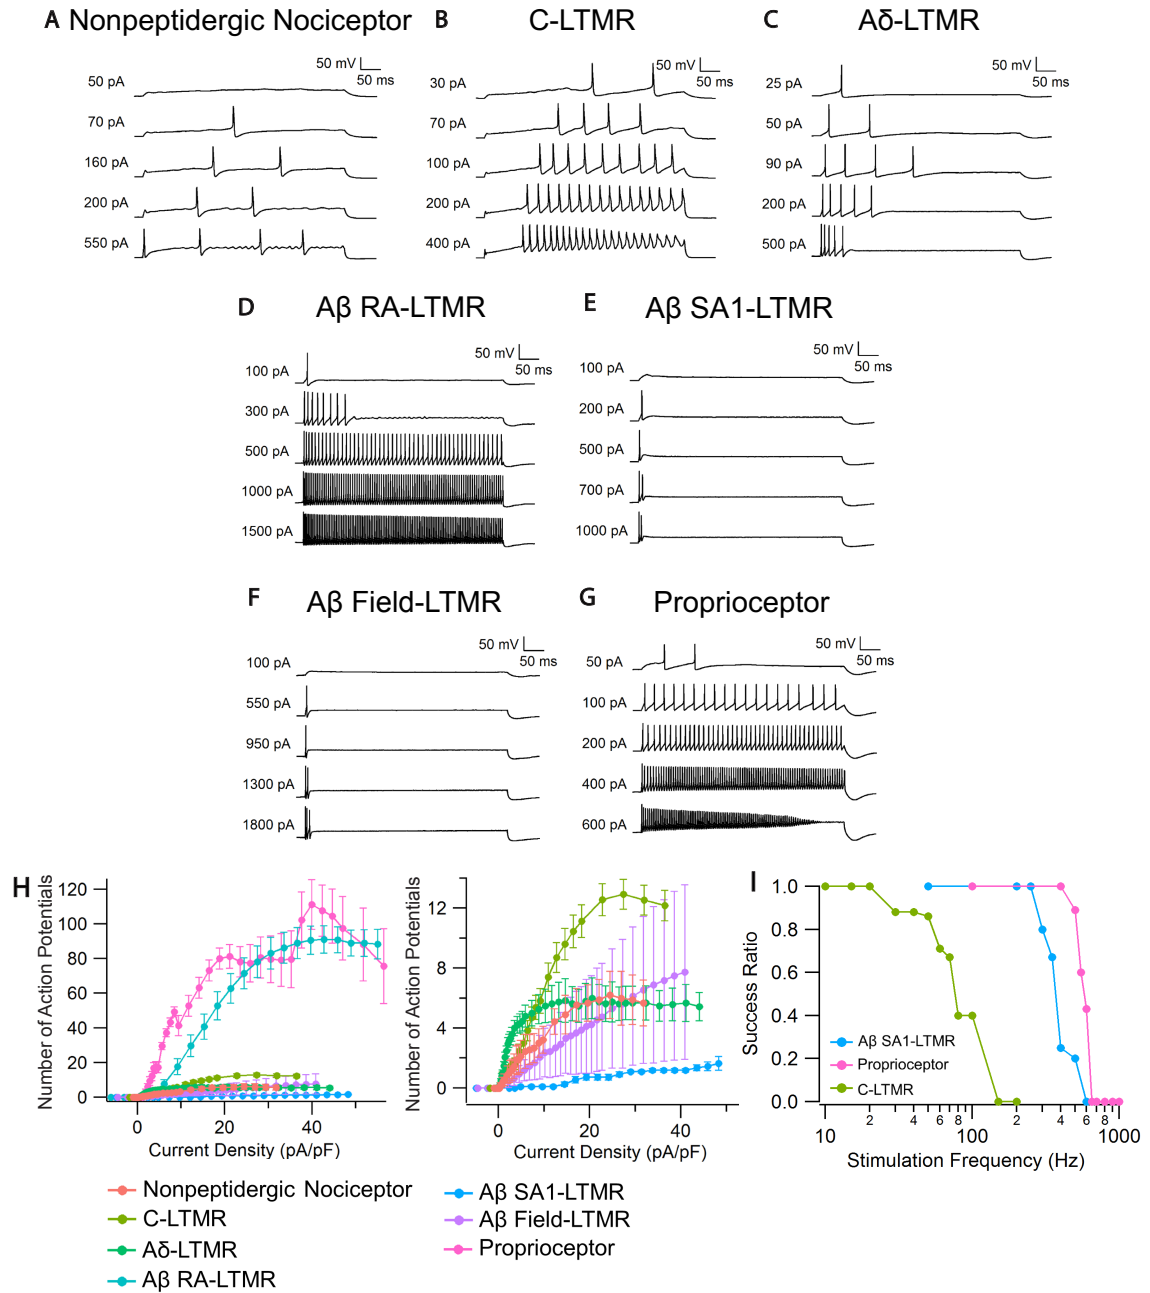 A Nonpeptidergic Nociceptor
50 mV
50 ms
50 pA
70 pA
160 pA
200 pA
550 pA
B C-LTMR
50 mV
50 ms
30 pA
70 pA
100 pA
200 pA
400 pA
C Aδ-LTMR
50 mV
50 ms
25 pA
50 pA
90 pA
200 pA
500 pA
D Aβ RA-LTMR
50 mV
50 ms
100 pA
300 pA
500 pA
1000 pA
1500 pA
E Aβ SA1-LTMR
50 mV
50 ms
100 pA
200 pA
500 pA
700 pA
1000 pA
F Aβ Field-LTMR
50 mV
50 ms
100 pA
550 pA
950 pA
1300 pA
1800 pA
G Proprioceptor
50 mV
50 ms
50 pA
100 pA
200 pA
400 pA
600 pA
H
Number of Action Potentials
120
100
80
60
40
20
0
0 20 40
Current Density (pA/pF)
Number of Action Potentials
12
8
4
0
0 20 40
Current Density (pA/pF)
Nonpeptidergic Nociceptor
C-LTMR
Aδ-LTMR
Aβ RA-LTMR
Aβ SA1-LTMR
Aβ Field-LTMR
Proprioceptor
I
Success Ratio
1.0
0.8
0.6
0.4
0.2
0.0
Aβ SA1-LTMR
Proprioceptor
C-LTMR
10 2 4 6 8 100 2 4 6 8 1000
Stimulation Frequency (Hz)